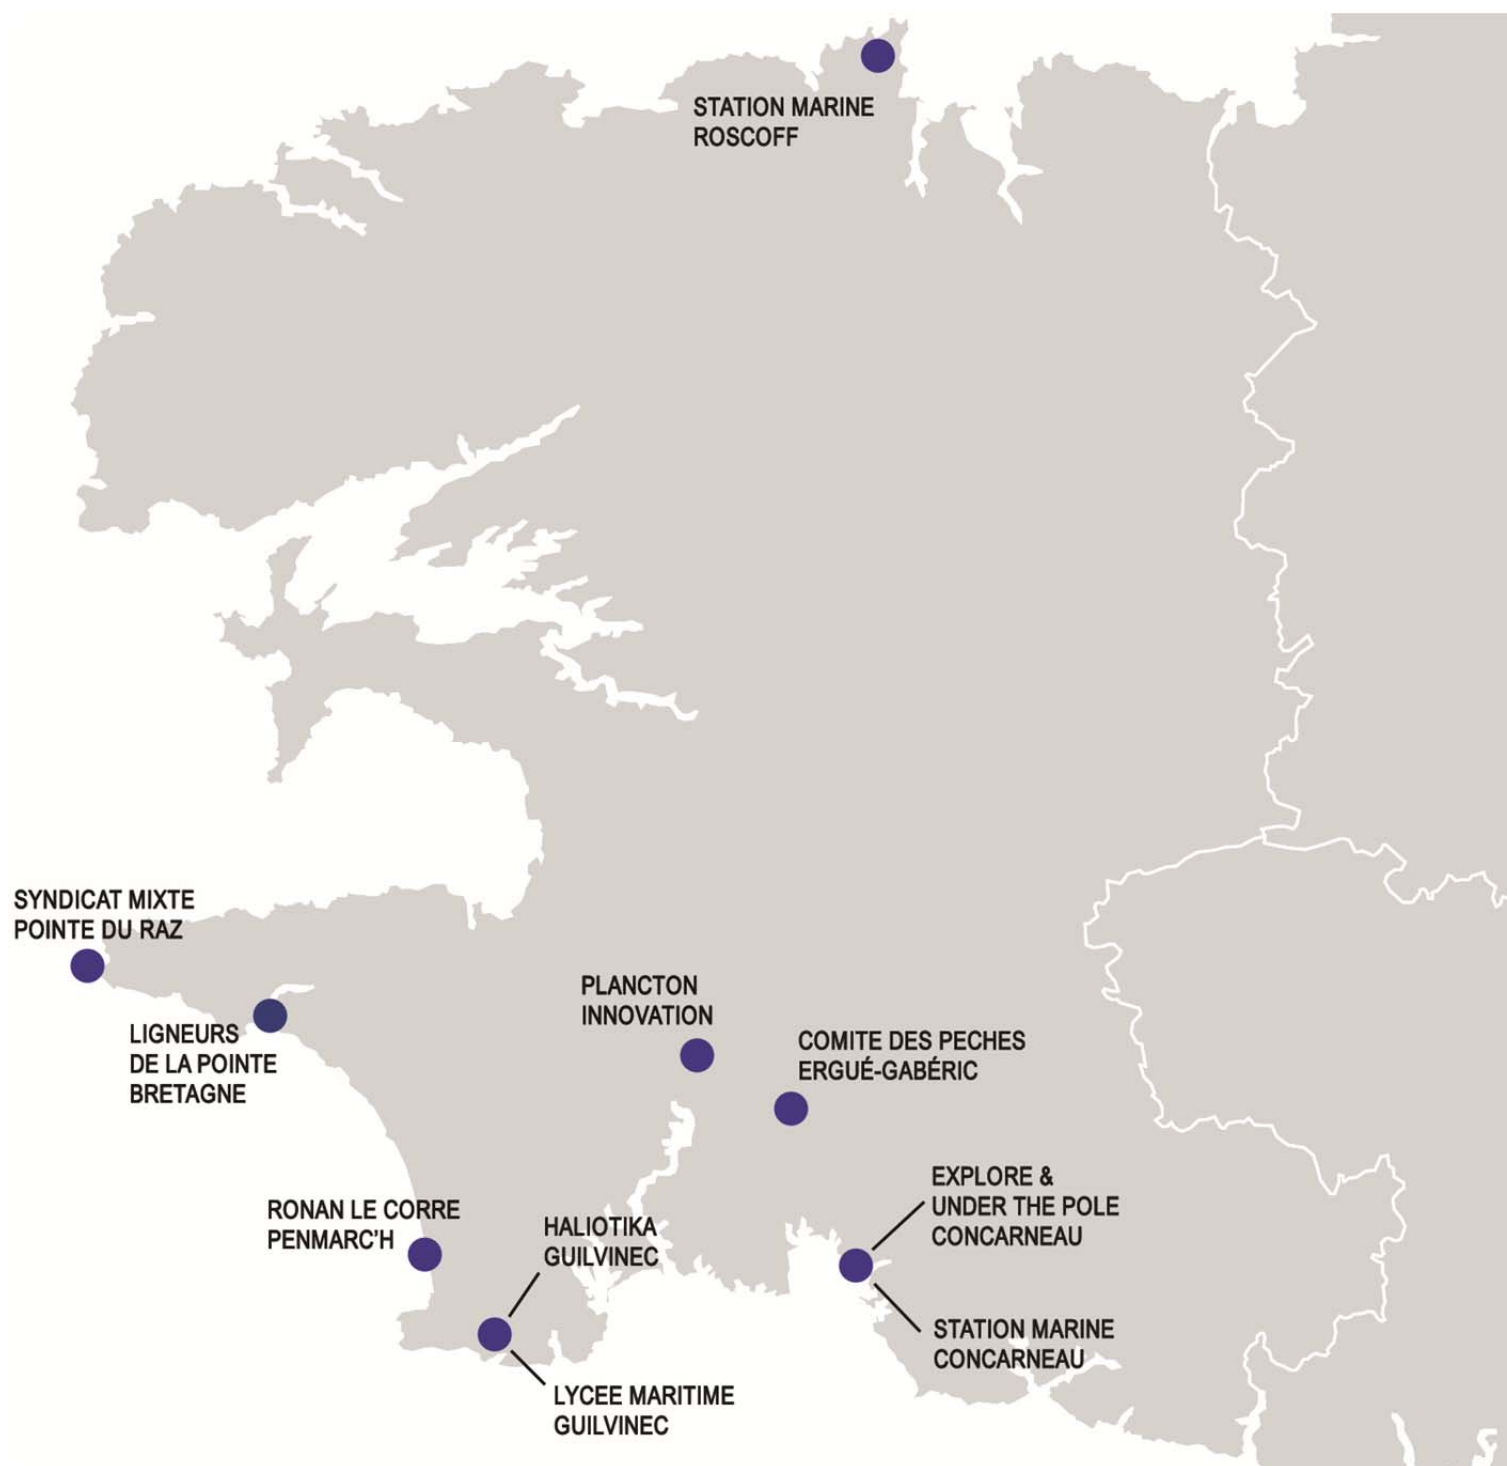 STATION MARINE
ROSCOFF
SYNDICAT MIXTE
POINTE DU RAZ
LIGNEURS
DE LA POINTE
BRETAGNE
PLANCTON
INNOVATION
COMITE DES PECHES
ERGUÉ-GABÉRIC
RONAN LE CORRE
PENMARC'H
HALIOTIKA
GUILVINEC
EXPLORE &
UNDER THE POLE
CONCARNEAU
STATION MARINE
CONCARNEAU
LYCEE MARITIME
GUILVINEC